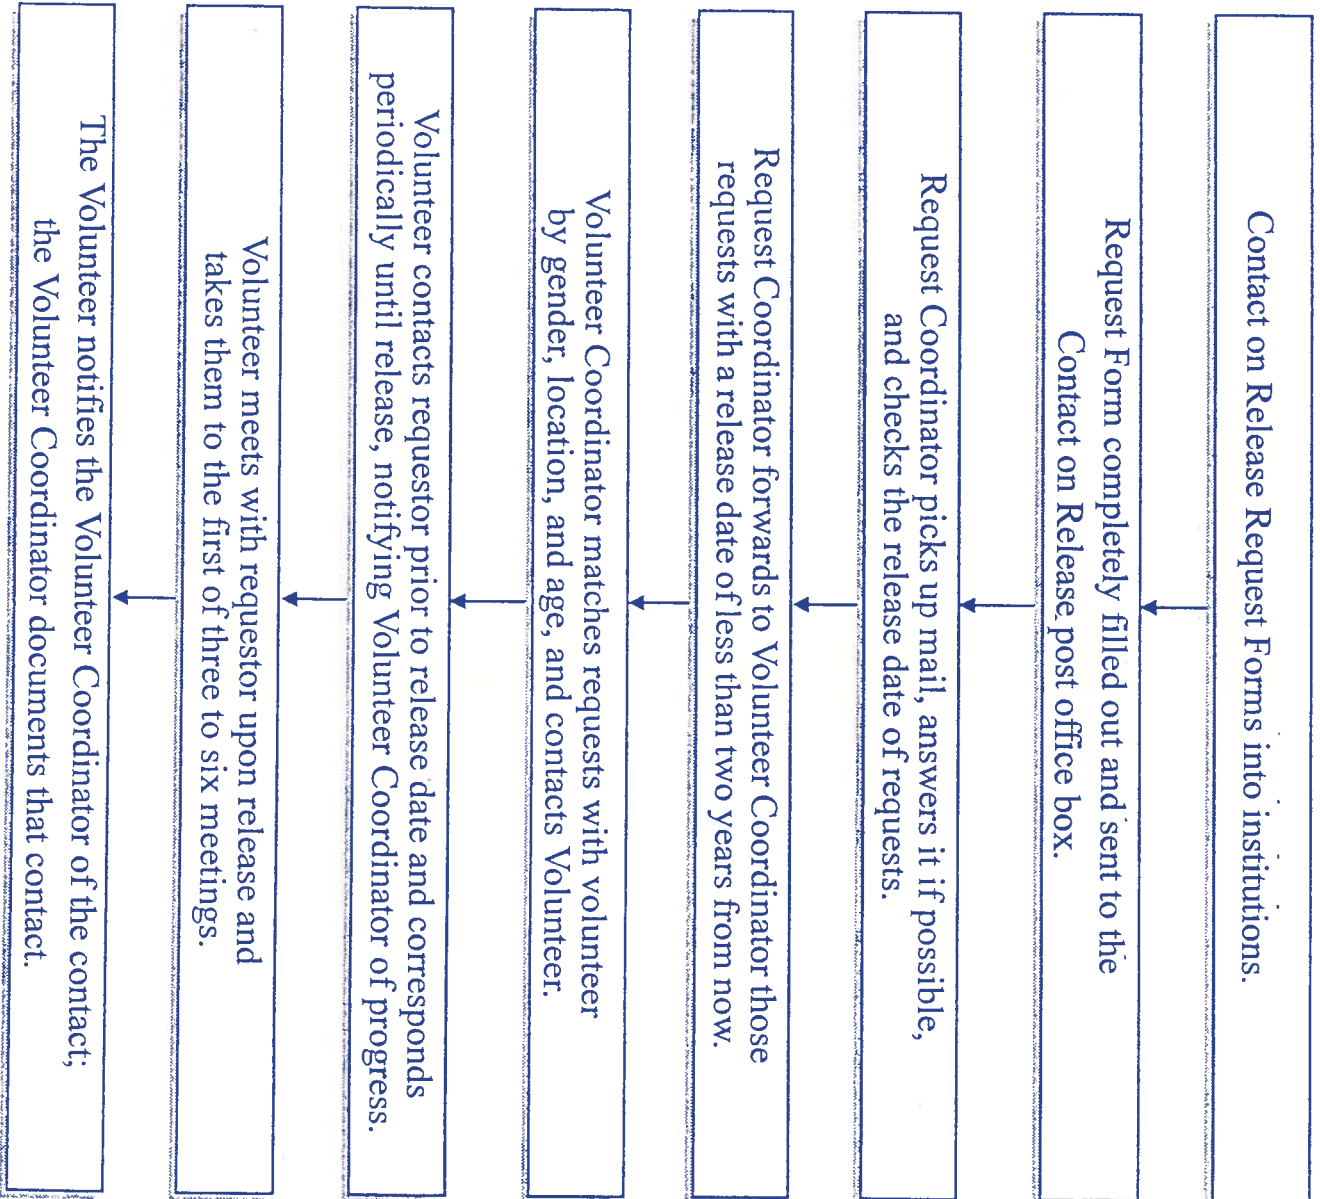 Contact on Release Request Forms into institutions.
Request Form completely filled out and sent to the
Contact on Release post office box.
Request Coordinator picks up mail, answers it if possible,
and checks the release date of requests.
Request Coordinator forwards to Volunteer Coordinator those
requests with a release date of less than two years from now.
Volunteer Coordinator matches requests with volunteer
by gender, location, and age, and contacts Volunteer.
Volunteer contacts requestor prior to release date and corresponds
periodically until release, notifying Volunteer Coordinator of progress.
Volunteer meets with requestor upon release and
takes them to the first of three to six meetings.
The Volunteer notifies the Volunteer Coordinator of the contact;
the Volunteer Coordinator documents that contact.